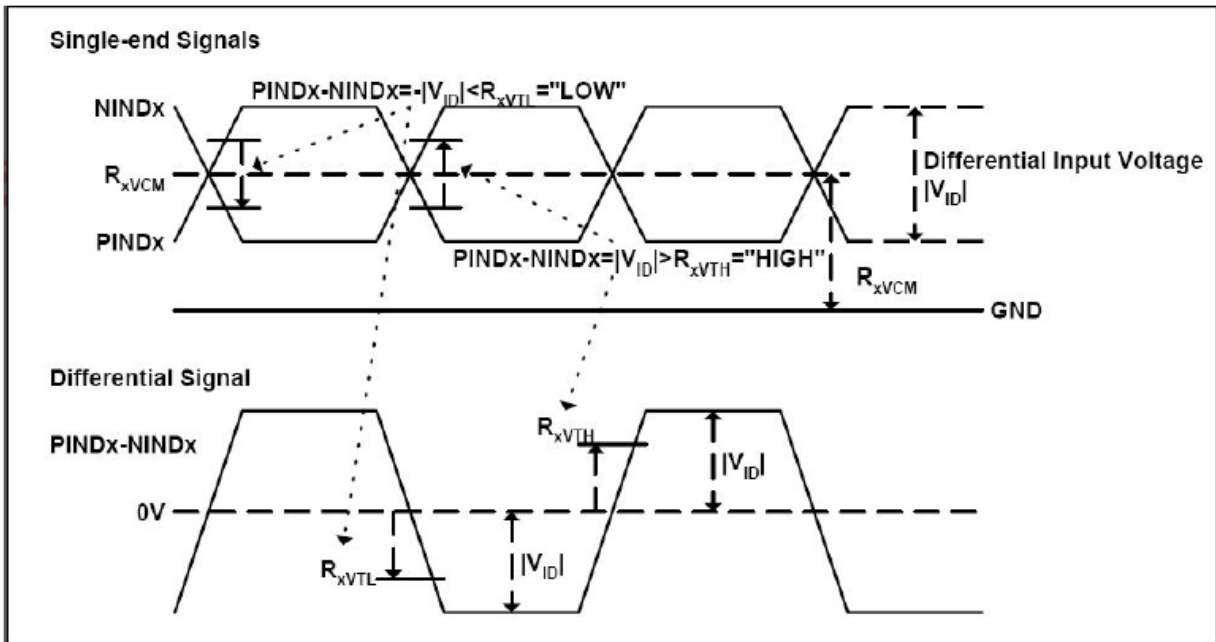 Single-end Signals
PINDx-NINDx=-|VID|<RxVTL="LOW"
NINDx
RxVCM
Differential Input Voltage
|VID|
PINDx
PINDx-NINDx=|VID|>RxVTH="HIGH"
RxVCM
GND
Differential Signal
RxVTH
PINDx-NINDx
|VID|
0V
RxVTL
|VID|